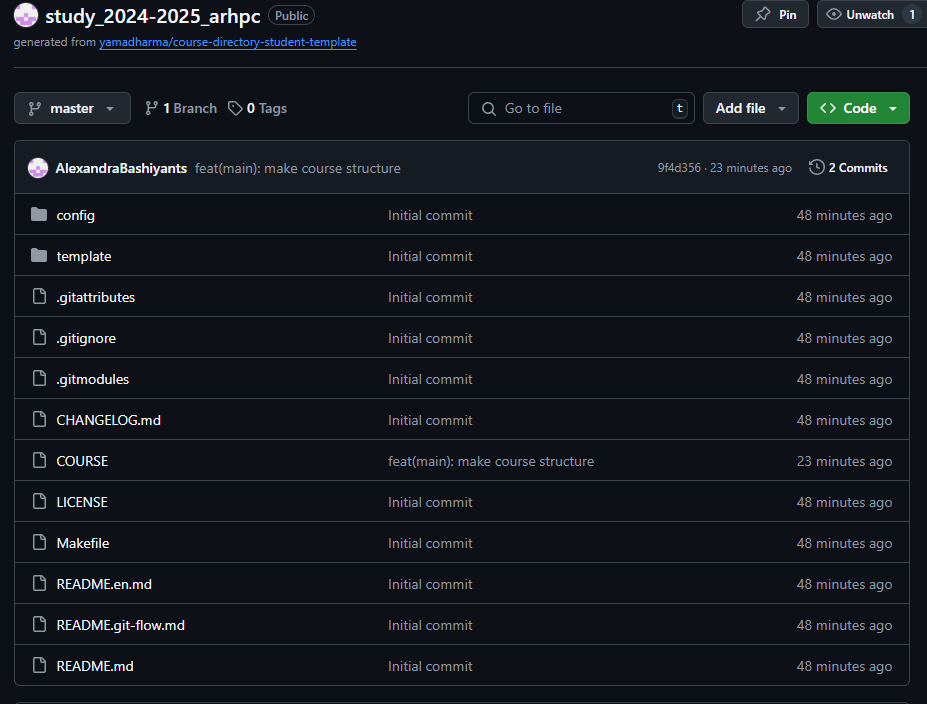 study_2024-2025_arhpc Public Pin Unwatch 1
generated from yamadharma/course-directory-student-template
master 1 Branch 0 Tags Go to file t Add file Code
AlexandraBashiyants feat(main): make course structure 9f4d356 · 23 minutes ago 2 Commits
config Initial commit 48 minutes ago
template Initial commit 48 minutes ago
.gitattributes Initial commit 48 minutes ago
.gitignore Initial commit 48 minutes ago
.gitmodules Initial commit 48 minutes ago
CHANGELOG.md Initial commit 48 minutes ago
COURSE feat(main): make course structure 23 minutes ago
LICENSE Initial commit 48 minutes ago
Makefile Initial commit 48 minutes ago
README.en.md Initial commit 48 minutes ago
README.git-flow.md Initial commit 48 minutes ago
README.md Initial commit 48 minutes ago